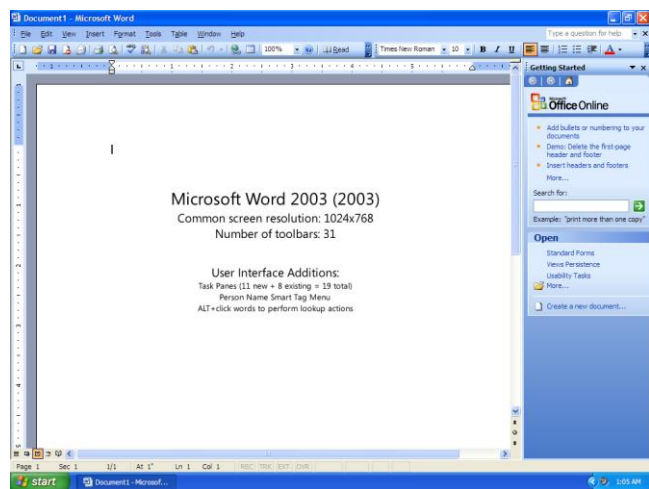 Document1 - Microsoft Word
File Edit View Insert Format Tools Table Window Help
Type a question for help
100%
Read
Times New Roman
10
B I U
Getting Started
Microsoft
Office Online
Add bullets or numbering to your documents
Demo: Delete the first-page header and footer
Insert headers and footers
More...
Search for:
Example: "print more than one copy"
Open
Standard Forms
Views Persistence
Usability Tasks
More...
Create a new document...
Microsoft Word 2003 (2003)
Common screen resolution: 1024x768
Number of toolbars: 31
User Interface Additions:
Task Panes (11 new + 8 existing = 19 total)
Person Name Smart Tag Menu
ALT+click words to perform lookup actions
Page 1 Sec 1 1/1 At 1" Ln 1 Col 1 REC TRK EXT OVR
start
Document1 - Microsof...
1:05 AM